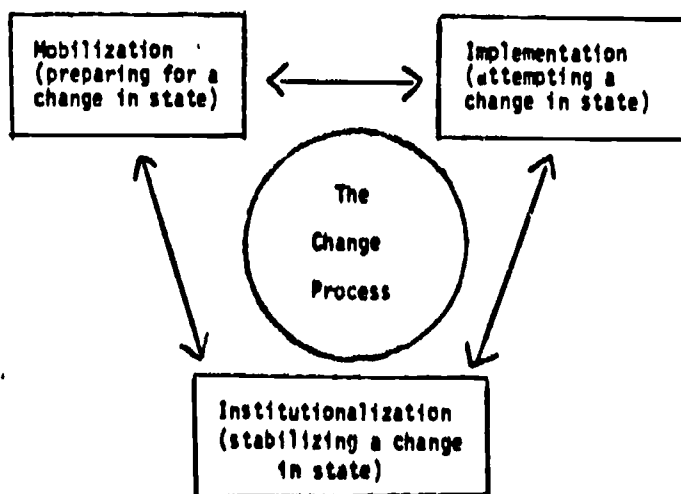 Mobilization
(preparing for a
change in state)
Implementation
(attempting a
change in state)
The
Change
Process
Institutionalization
(stabilizing a change
in state)